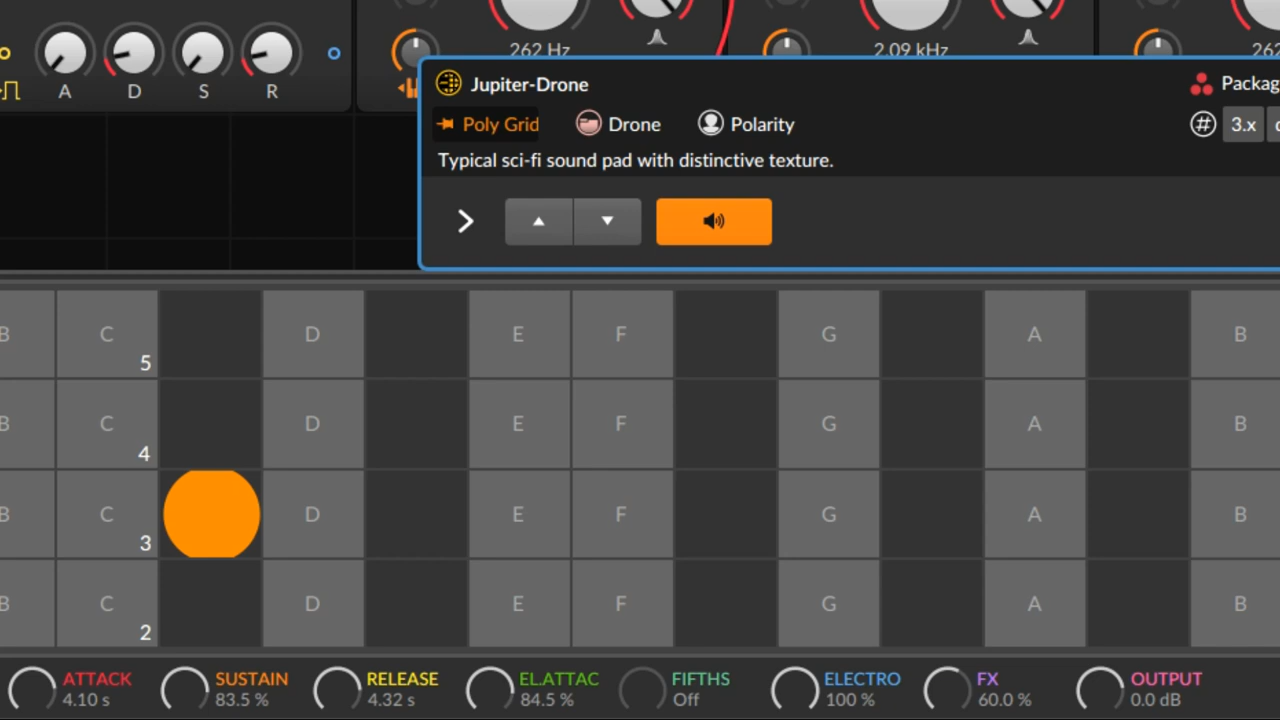 262 Hz
2.09 kHz
262
A D S R
Jupiter-Drone
Packag
Poly Grid
Drone
Polarity
# 3.x
Typical sci-fi sound pad with distinctive texture.
B C 5 D E F G A B
B C 4 D E F G A B
B C 3 D E F G A B
B C 2 D E F G A B
ATTACK
4.10 s
SUSTAIN
83.5 %
RELEASE
4.32 s
EL.ATTAC
84.5 %
FIFTHS
Off
ELECTRO
100 %
FX
60.0 %
OUTPUT
0.0 dB